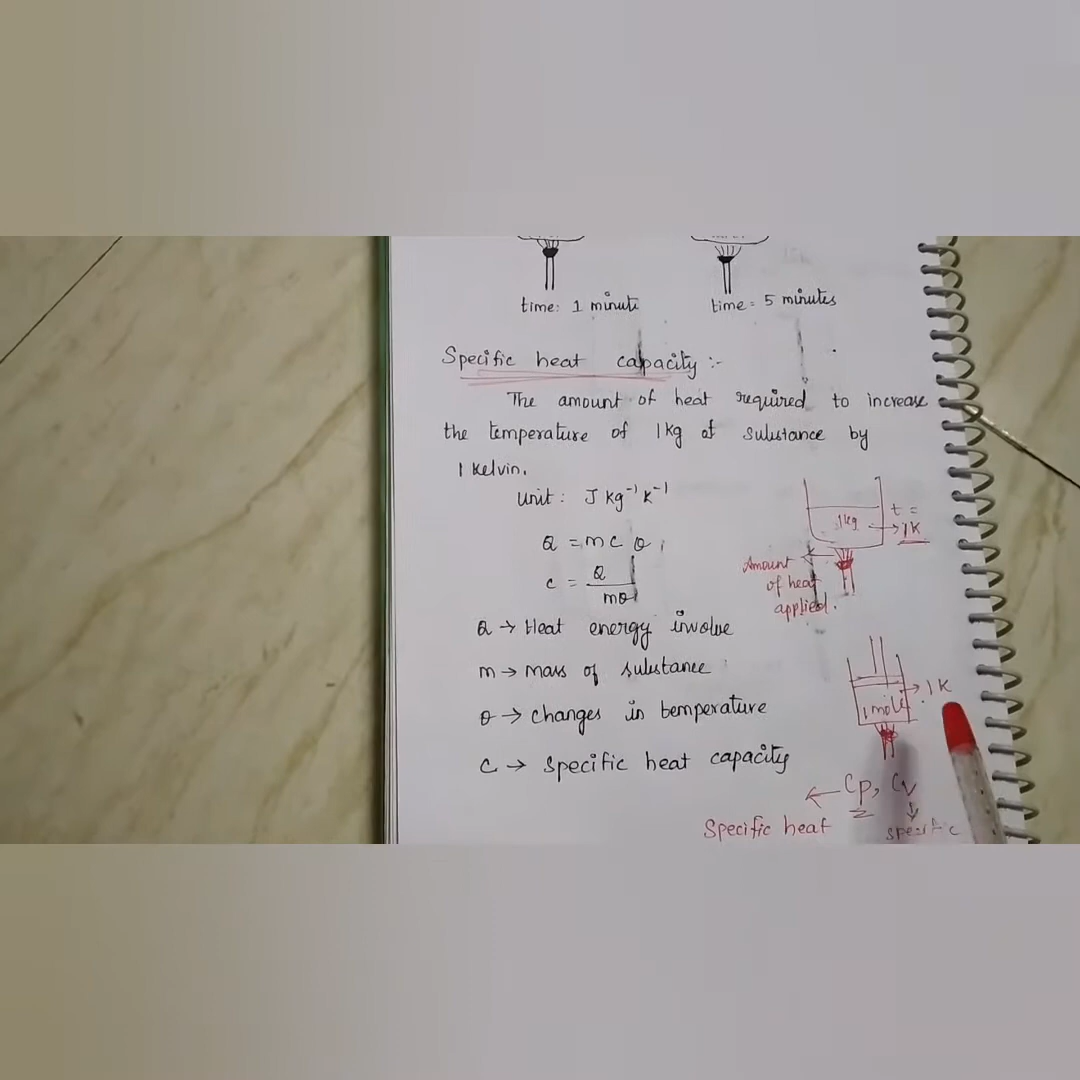 time: 1 minute
time = 5 minutes
Specific heat capacity :-
The amount of heat required to increase
the temperature of 1kg of substance by
1 Kelvin.
Unit : J kg⁻¹ K⁻¹
Q = m c θ
c = Q / mθ
Q → Heat energy involve
m → mass of substance
θ → changes in temperature
C → Specific heat capacity
1kg
t =
→ 1K
Amount
of heat
applied.
1 mole
→ 1K
← Cp, Cv
Specific heat
specific